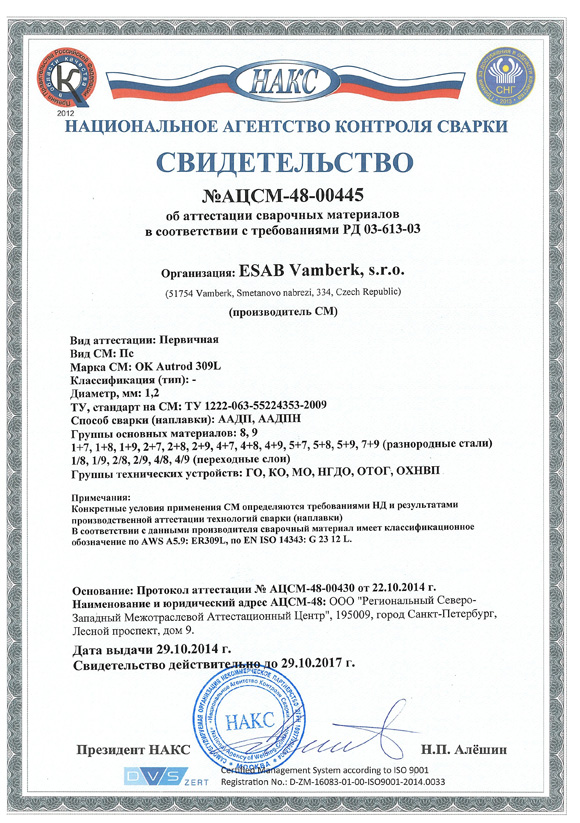 НАКС
2012
СНГ
НАЦИОНАЛЬНОЕ АГЕНТСТВО КОНТРОЛЯ СВАРКИ
СВИДЕТЕЛЬСТВО
№АЦСМ-48-00445
об аттестации сварочных материалов
в соответствии с требованиями РД 03-613-03
Организация: ESAB Vamberk, s.r.o.
(51754 Vamberk, Smetanovo nabrezi, 334, Czech Republic)
(производитель СМ)
Вид аттестации: Первичная
Вид СМ: Пс
Марка СМ: OK Autrod 309L
Классификация (тип): -
Диаметр, мм: 1,2
ТУ, стандарт на СМ: ТУ 1222-063-55224353-2009
Способ сварки (наплавки): ААДП, ААДПН
Группы основных материалов: 8, 9
1+7, 1+8, 1+9, 2+7, 2+8, 2+9, 4+7, 4+8, 4+9, 5+7, 5+8, 5+9, 7+9 (разнородные стали)
1/8, 1/9, 2/8, 2/9, 4/8, 4/9 (переходные слои)
Группы технических устройств: ГО, КО, МО, НГДО, ОТОГ, ОХНВП
Примечания:
Конкретные условия применения СМ определяются требованиями НД и результатами
производственной аттестации технологий сварки (наплавки)
В соответствии с данными производителя сварочный материал имеет классификационное
обозначение по AWS A5.9: ER309L, по EN ISO 14343: G 23 12 L.
Основание: Протокол аттестации № АЦСМ-48-00430 от 22.10.2014 г.
Наименование и юридический адрес АЦСМ-48: ООО "Региональный Северо-
Западный Межотраслевой Аттестационный Центр", 195009, город Санкт-Петербург,
Лесной проспект, дом 9.
Дата выдачи 29.10.2014 г.
Свидетельство действительно до 29.10.2017 г.
НАКС
МОСКВА
Президент НАКС
Н.П. Алёшин
DVS ZERT
Certified Management System according to ISO 9001
Registration No.: D-ZM-16083-01-00-ISO9001-2014.0033